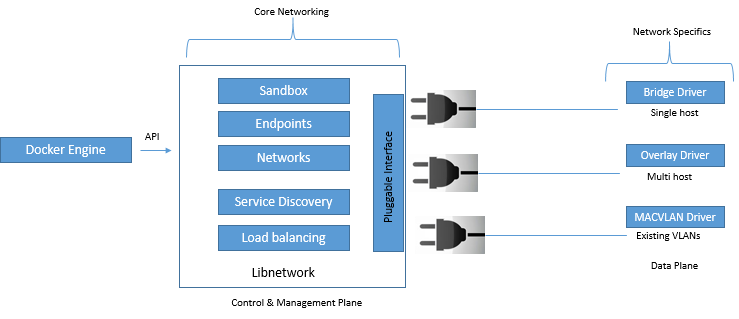 Core Networking
Network Specifics
Sandbox
Endpoints
Networks
Service Discovery
Load balancing
Libnetwork
Pluggable Interface
Docker Engine
API
Bridge Driver
Single host
Overlay Driver
Multi host
MACVLAN Driver
Existing VLANs
Data Plane
Control & Management Plane